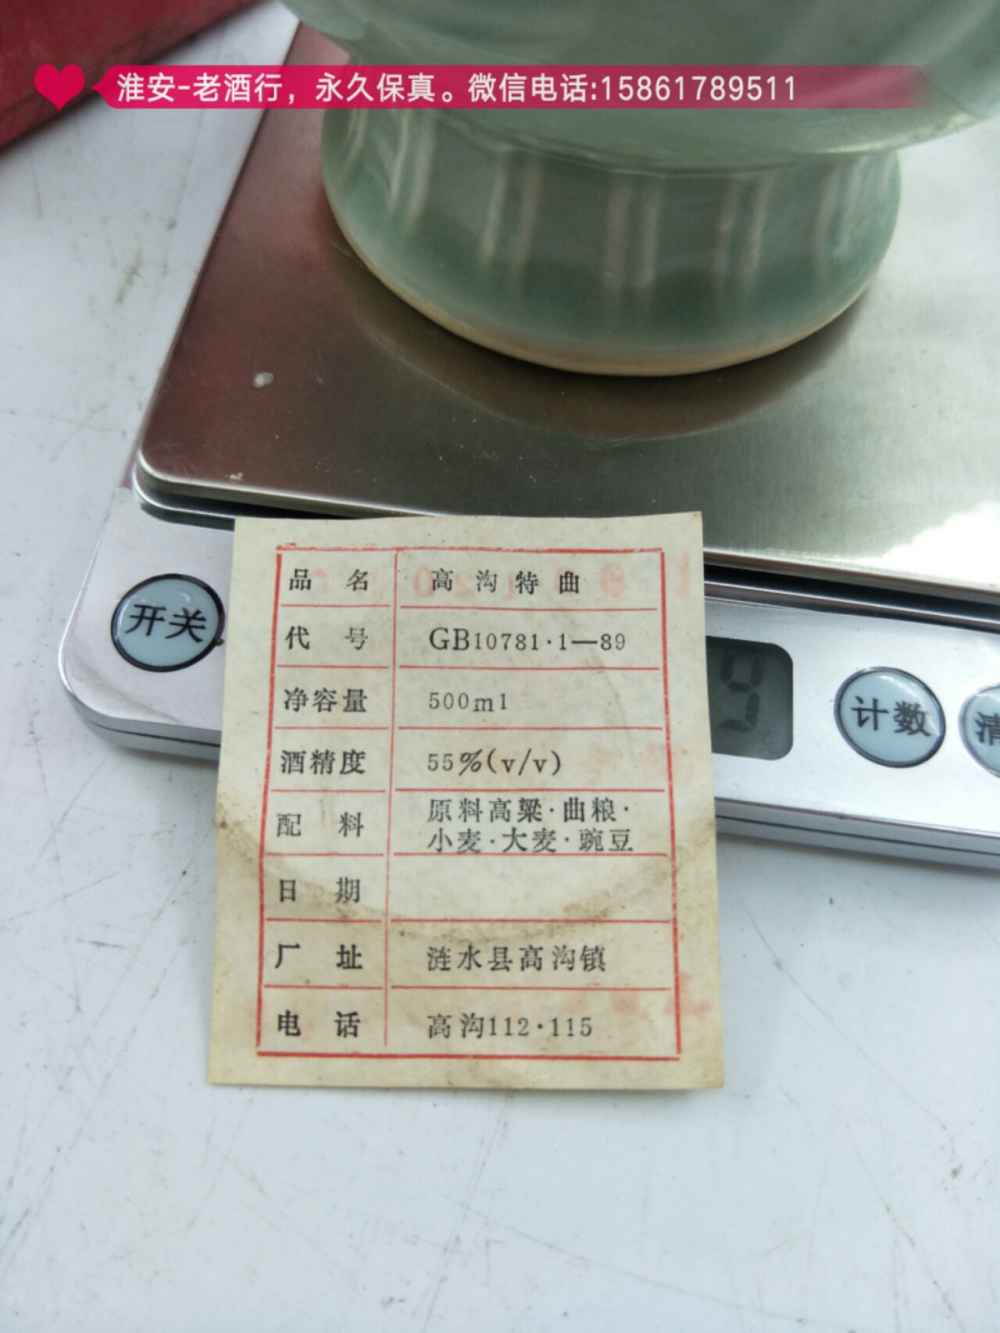 淮安-老酒行，永久保真。微信电话:15861789511
品 名 高沟特曲
代 号 GB10781·1—89
净容量 500ml
酒精度 55%(v/v)
配 料 原料高粱·曲粮·
小麦·大麦·豌豆
日 期
厂 址 涟水县高沟镇
电 话 高沟112·115
开关
9
计数
清